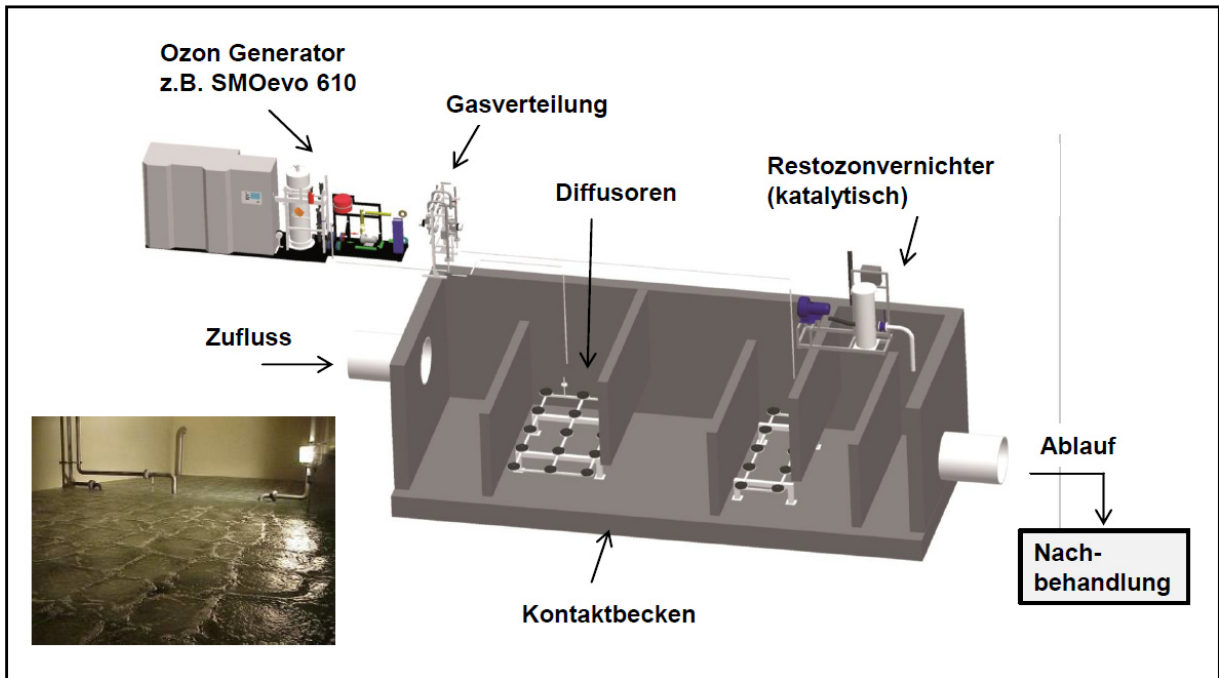 Ozon Generator
z.B. SMOevo 610
Gasverteilung
Diffusoren
Restozonvernichter
(katalytisch)
Zufluss
Ablauf
Nach-
behandlung
Kontaktbecken